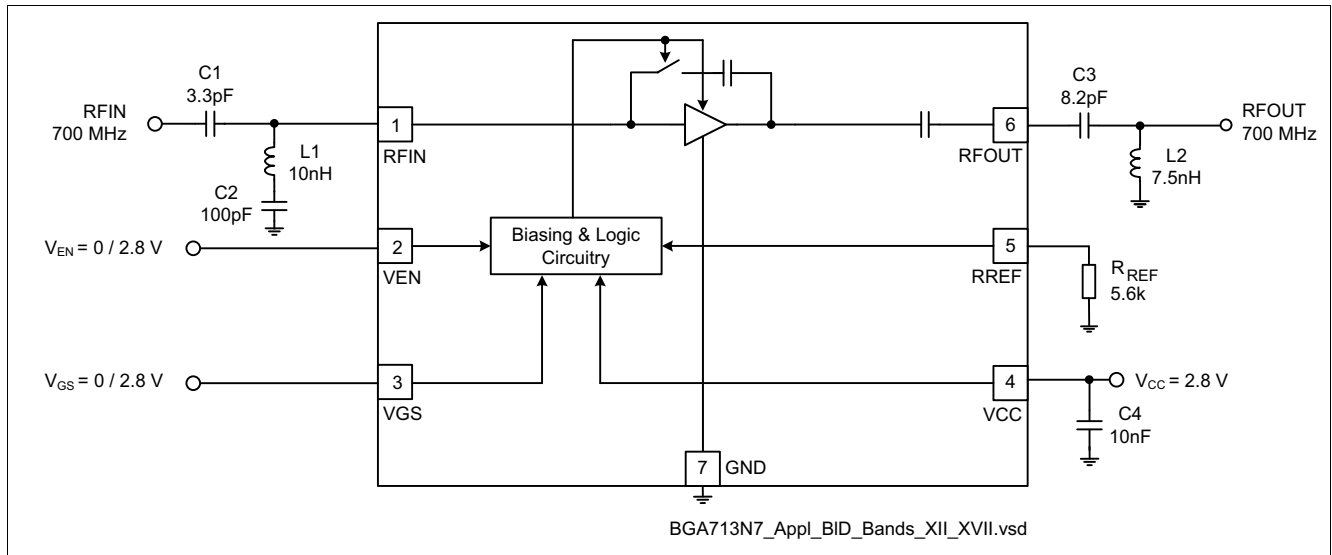 C1
3.3pF
RFIN
700 MHz
L1
10nH
C2
100pF
1
RFIN
6
RFOUT
C3
8.2pF
RFOUT
700 MHz
L2
7.5nH
VEN = 0 / 2.8 V
2
VEN
Biasing & Logic
Circuitry
5
RREF
RREF
5.6k
VGS = 0 / 2.8 V
3
VGS
4
VCC
VCC = 2.8 V
C4
10nF
7
GND
BGA713N7_Appl_BID_Bands_XII_XVII.vsd